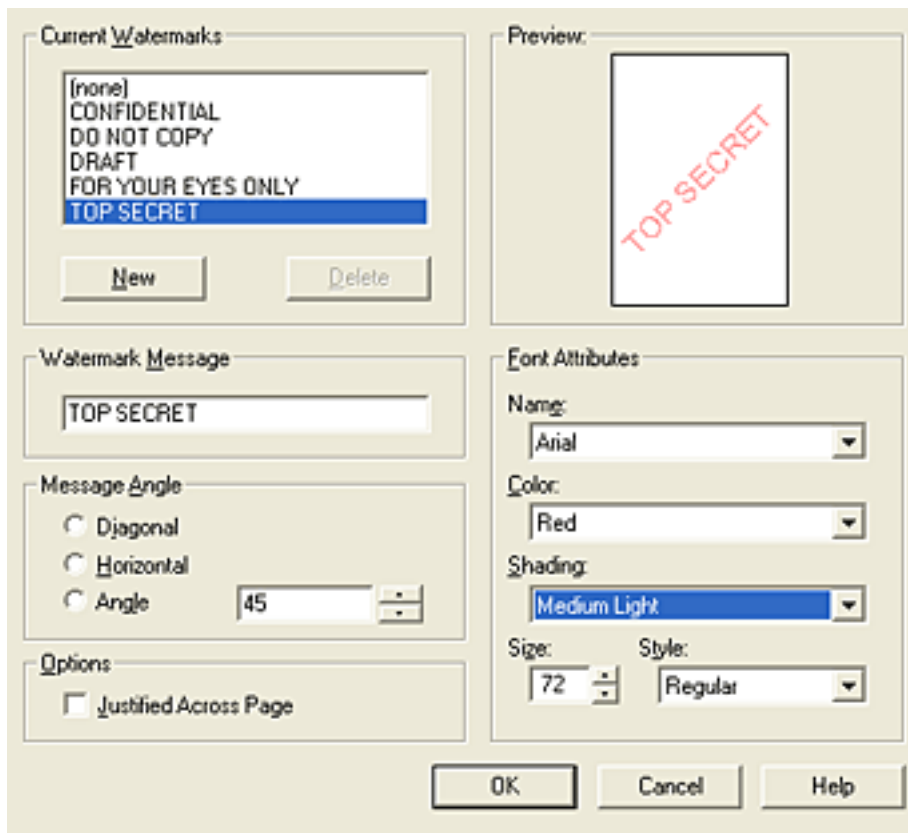 Current Watermarks
(none)
CONFIDENTIAL
DO NOT COPY
DRAFT
FOR YOUR EYES ONLY
TOP SECRET
New
Delete
Preview:
TOP SECRET
Watermark Message
TOP SECRET
Message Angle
Diagonal
Horizontal
Angle 45
Options
Justified Across Page
Font Attributes
Name:
Arial
Color:
Red
Shading:
Medium Light
Size: Style:
72 Regular
OK Cancel Help